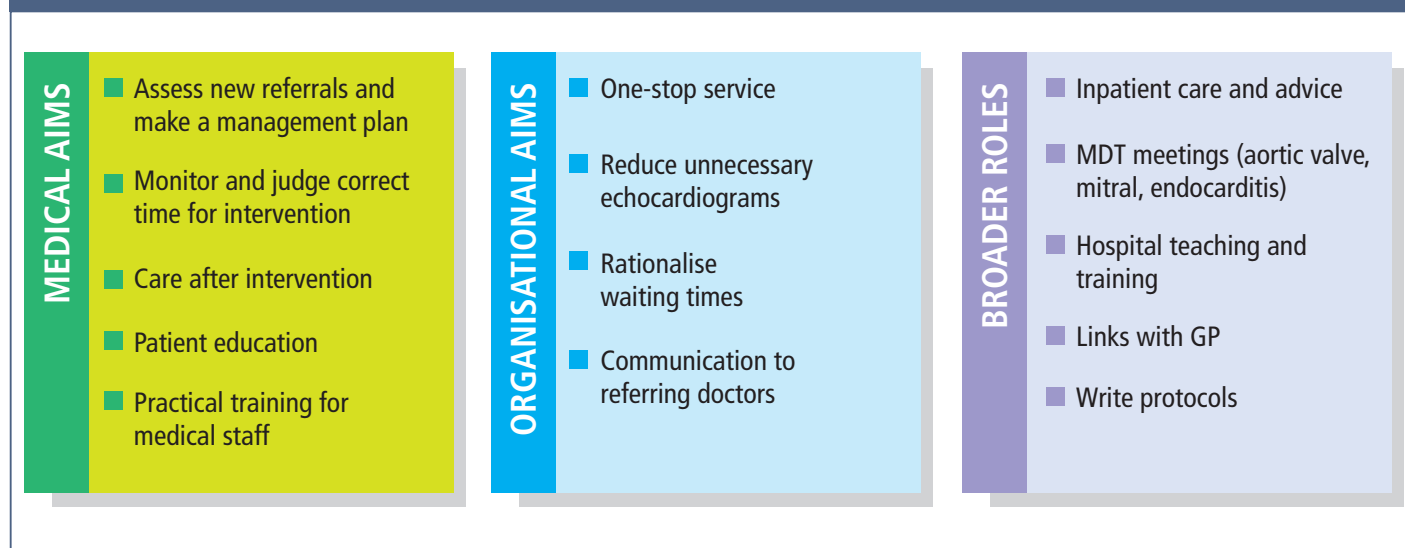 MEDICAL AIMS
Assess new referrals and
make a management plan
Monitor and judge correct
time for intervention
Care after intervention
Patient education
Practical training for
medical staff
ORGANISATIONAL AIMS
One-stop service
Reduce unnecessary
echocardiograms
Rationalise
waiting times
Communication to
referring doctors
BROADER ROLES
Inpatient care and advice
MDT meetings (aortic valve,
mitral, endocarditis)
Hospital teaching and
training
Links with GP
Write protocols